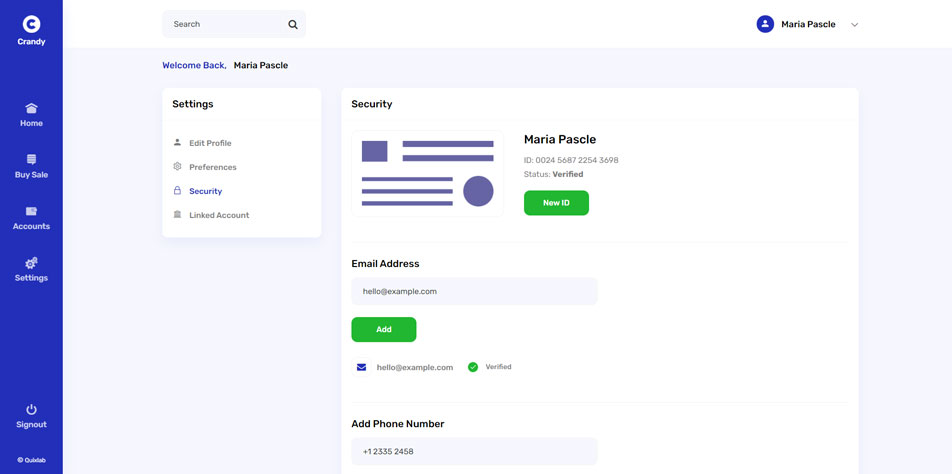 Crandy
Home
Buy Sale
Accounts
Settings
Signout
© Quixlab
Search
Maria Pascle
Welcome Back, Maria Pascle
Settings
Edit Profile
Preferences
Security
Linked Account
Security
Maria Pascle
ID: 0024 5687 2254 3698
Status: Verified
New ID
Email Address
hello@example.com
Add
hello@example.com Verified
Add Phone Number
+1 2335 2458